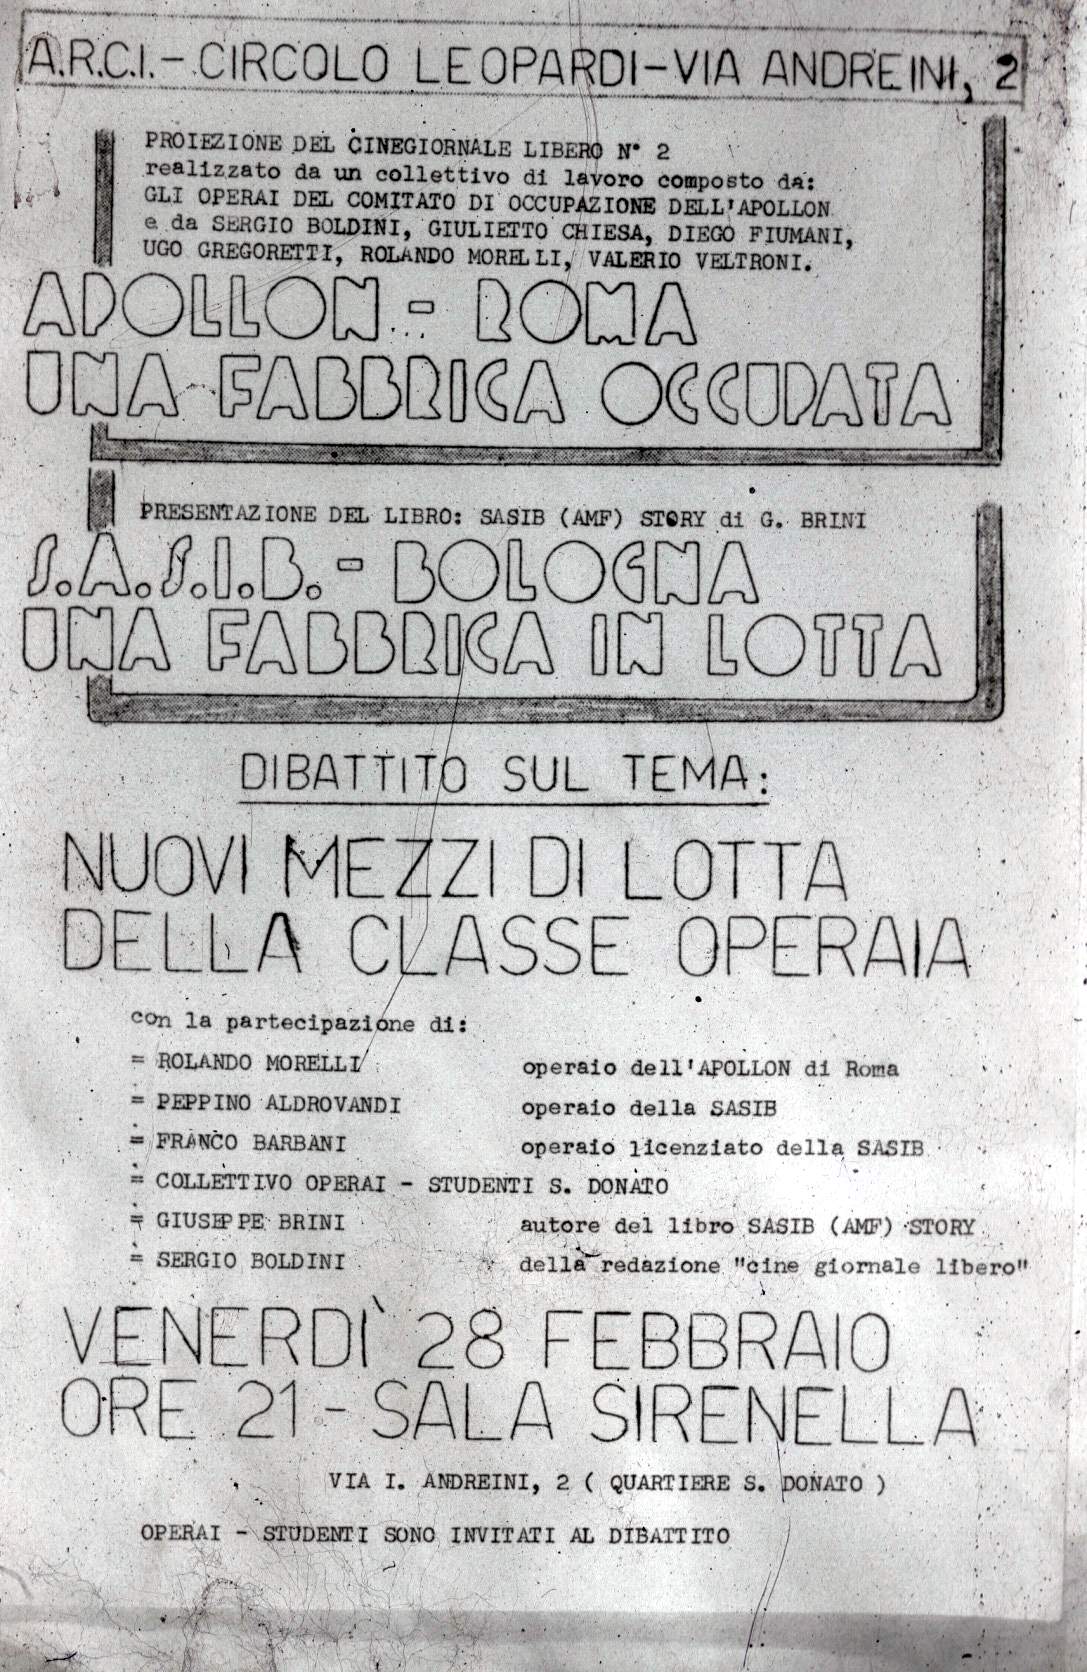 A.R.C.I. - CIRCOLO LEOPARDI - VIA ANDREINI, 2
PROIEZIONE DEL CINEGIORNALE LIBERO N° 2
realizzato da un collettivo di lavoro composto da:
GLI OPERAI DEL COMITATO DI OCCUPAZIONE DELL'APOLLON
e da SERGIO BOLDINI, GIULIETTO CHIESA, DIEGO FIUMANI,
UGO GREGORETTI, ROLANDO MORELLI, VALERIO VELTRONI.
APOLLON - ROMA
UNA FABBRICA OCCUPATA
PRESENTAZIONE DEL LIBRO: SASIB (AMF) STORY di G. BRINI
S.A.S.I.B. - BOLOGNA
UNA FABBRICA IN LOTTA
DIBATTITO SUL TEMA:
NUOVI MEZZI DI LOTTA
DELLA CLASSE OPERAIA
con la partecipazione di:
= ROLANDO MORELLI operaio dell'APOLLON di Roma
= PEPPINO ALDROVANDI operaio della SASIB
= FRANCO BARBANI operaio licenziato della SASIB
= COLLETTIVO OPERAI - STUDENTI S. DONATO
= GIUSEPPE BRINI autore del libro SASIB (AMF) STORY
= SERGIO BOLDINI della redazione "cine giornale libero"
VENERDÌ 28 FEBBRAIO
ORE 21 - SALA SIRENELLA
VIA I. ANDREINI, 2 ( QUARTIERE S. DONATO )
OPERAI - STUDENTI SONO INVITATI AL DIBATTITO